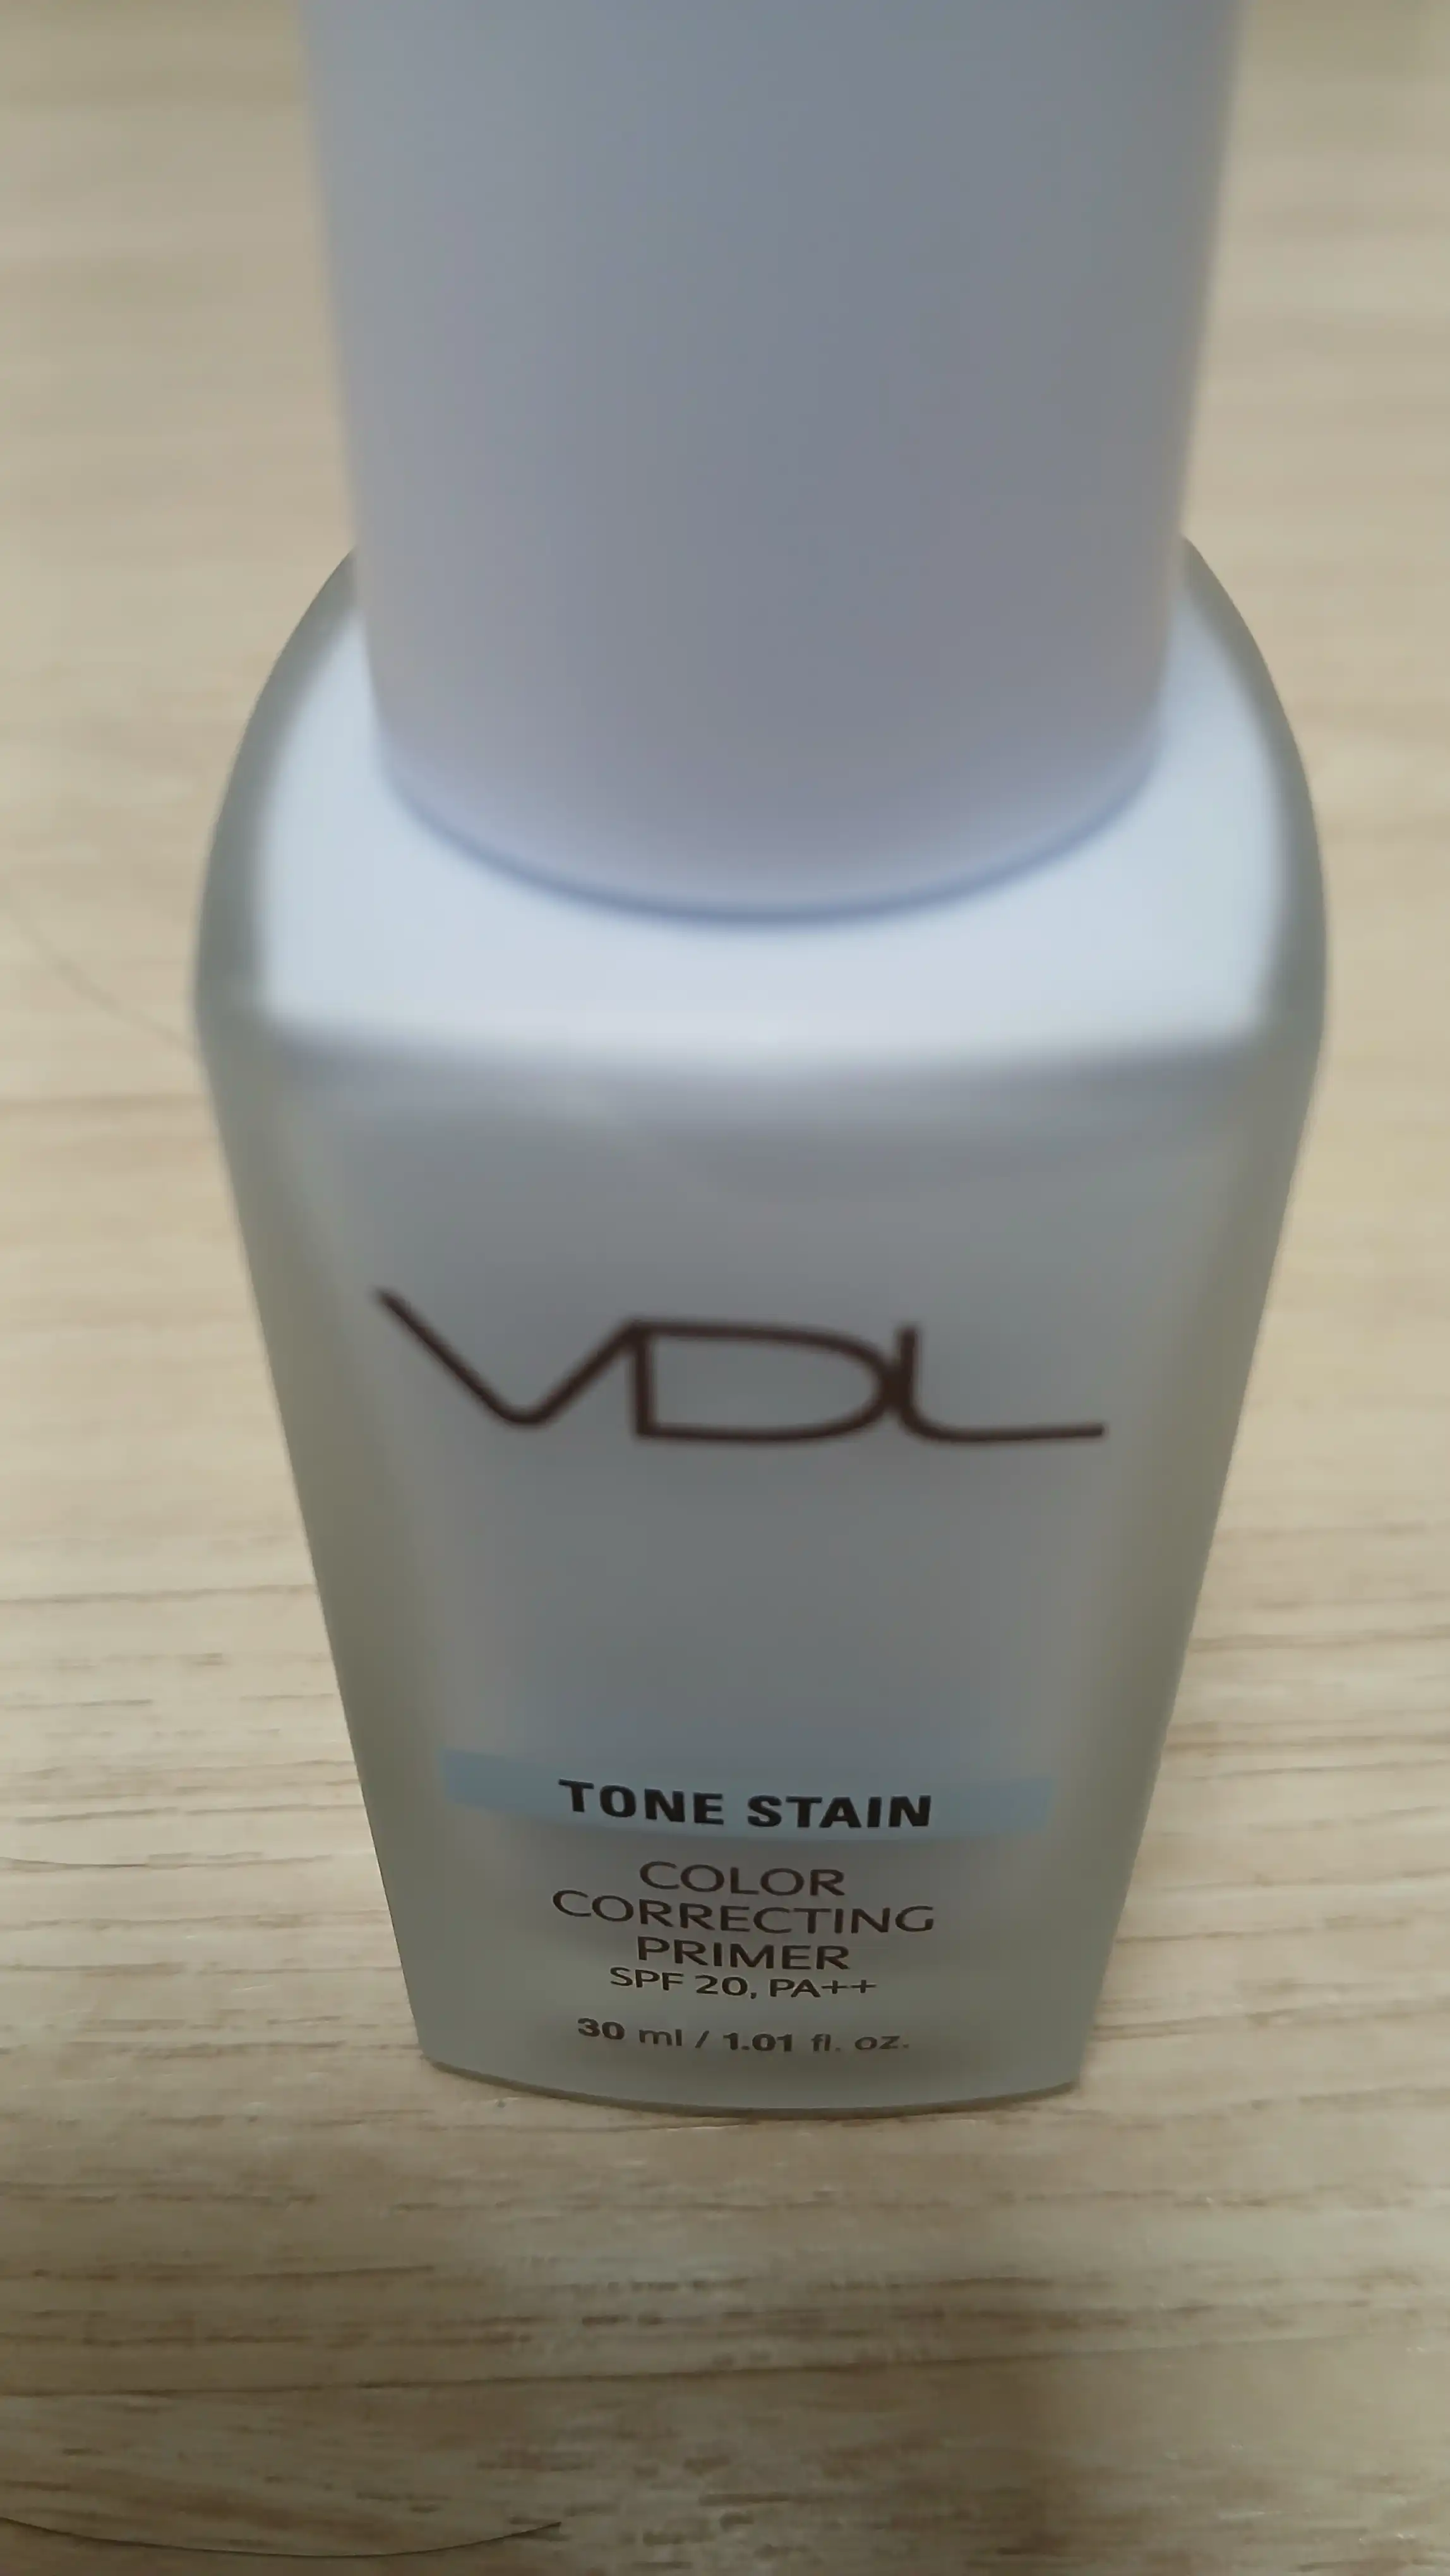 VDL
TONE STAIN
COLOR
CORRECTING
PRIMER
SPF 20, PA++
30 ml / 1.01 fl. oz.